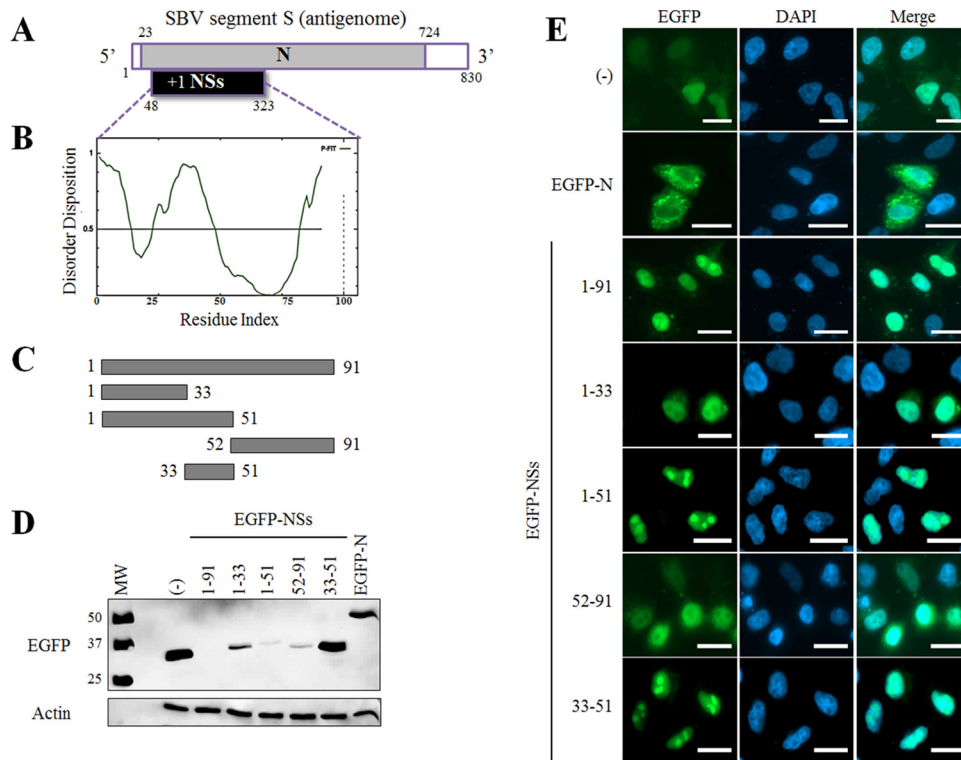 A
SBV segment S (antigenome)
23
724
5’
N
3’
1
+1 NSs
830
48
323
B
P-FIT
1
0.5
0
0
25
50
75
100
Disorder Disposition
Residue Index
C
1
91
1
33
1
51
52
91
33
51
D
EGFP-NSs
MW
(-)
1-91
1-33
1-51
52-91
33-51
EGFP-N
50
EGFP
37
25
Actin
E
EGFP
DAPI
Merge
(-)
EGFP-N
EGFP-NSs
1-91
1-33
1-51
52-91
33-51